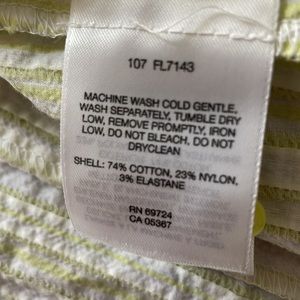 107 FL7143
MACHINE WASH COLD GENTLE,
WASH SEPARATELY, TUMBLE DRY
LOW, REMOVE PROMPTLY, IRON
LOW, DO NOT BLEACH. DO NOT
DRYCLEAN
SHELL: 74% COTTON, 23% NYLON,
3% ELASTANE
RN 69724
CA 05367